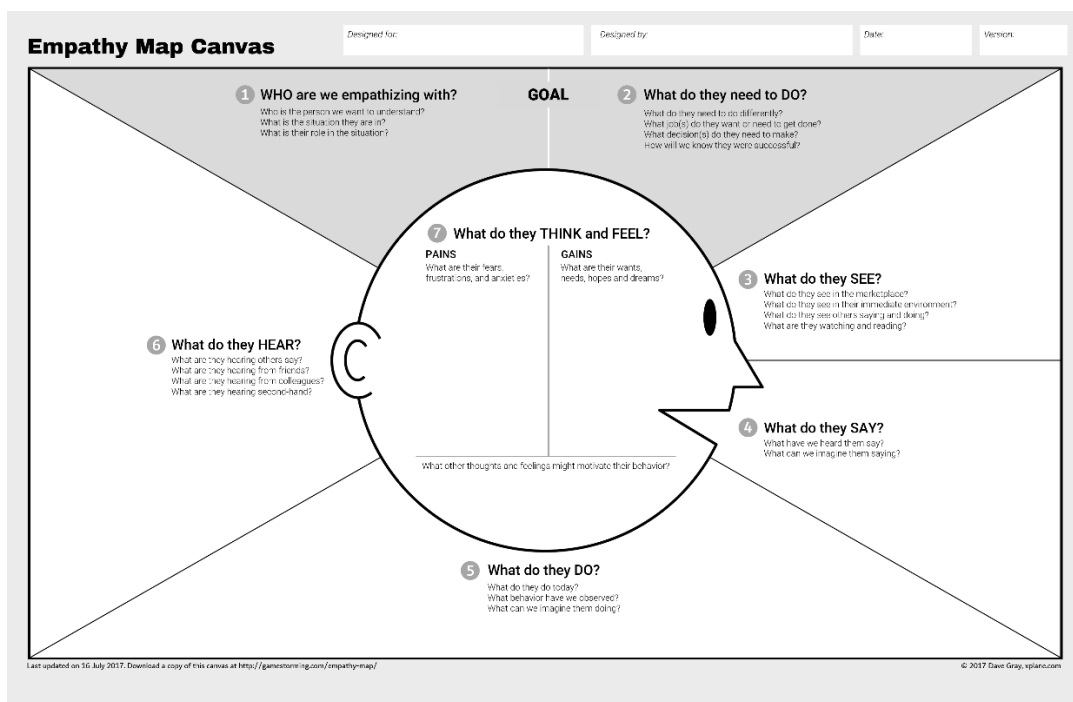 Empathy Map Canvas
Designed for:
Designed by:
Date:
Version:
1 WHO are we empathizing with?
Who is the person we want to understand?
What is the situation they are in?
What is their role in the situation?
GOAL
2 What do they need to DO?
What do they need to do differently?
What job(s) do they want or need to get done?
What decision(s) do they need to make?
How will we know they were successful?
7 What do they THINK and FEEL?
PAINS
What are their fears,
frustrations, and anxieties?
GAINS
What are their wants,
needs, hopes and dreams?
What other thoughts and feelings might motivate their behavior?
3 What do they SEE?
What do they see in the marketplace?
What do they see in their immediate environment?
What do they see others saying and doing?
What are they watching and reading?
4 What do they SAY?
What have we heard them say?
What can we imagine them saying?
5 What do they DO?
What do they do today?
What behavior have we observed?
What can we imagine them doing?
6 What do they HEAR?
What are they hearing others say?
What are they hearing from friends?
What are they hearing from colleagues?
What are they hearing second-hand?
Last updated on 16 July 2017. Download a copy of this canvas at http://gamestorming.com/empathy-map/
© 2017 Dave Gray, xplane.com